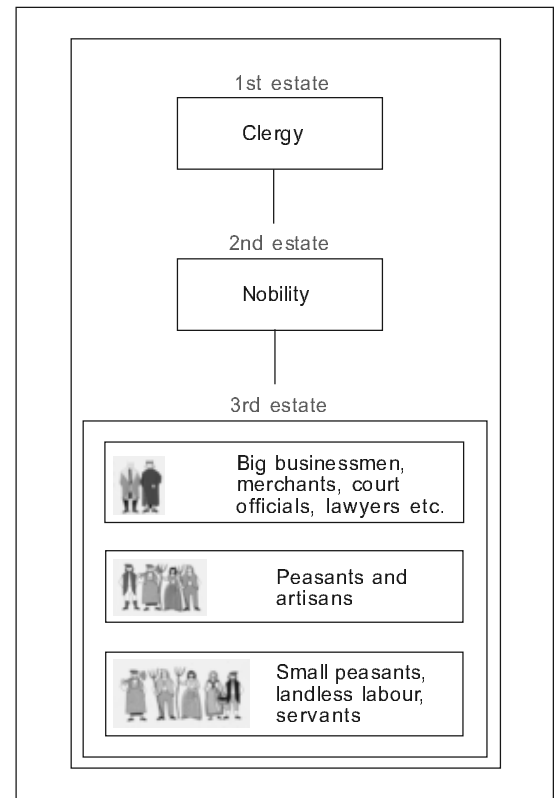 1st estate
Clergy
2nd estate
Nobility
3rd estate
Big businessmen,
merchants, court
officials, lawyers etc.
Peasants and
artisans
Small peasants,
landless labour,
servants